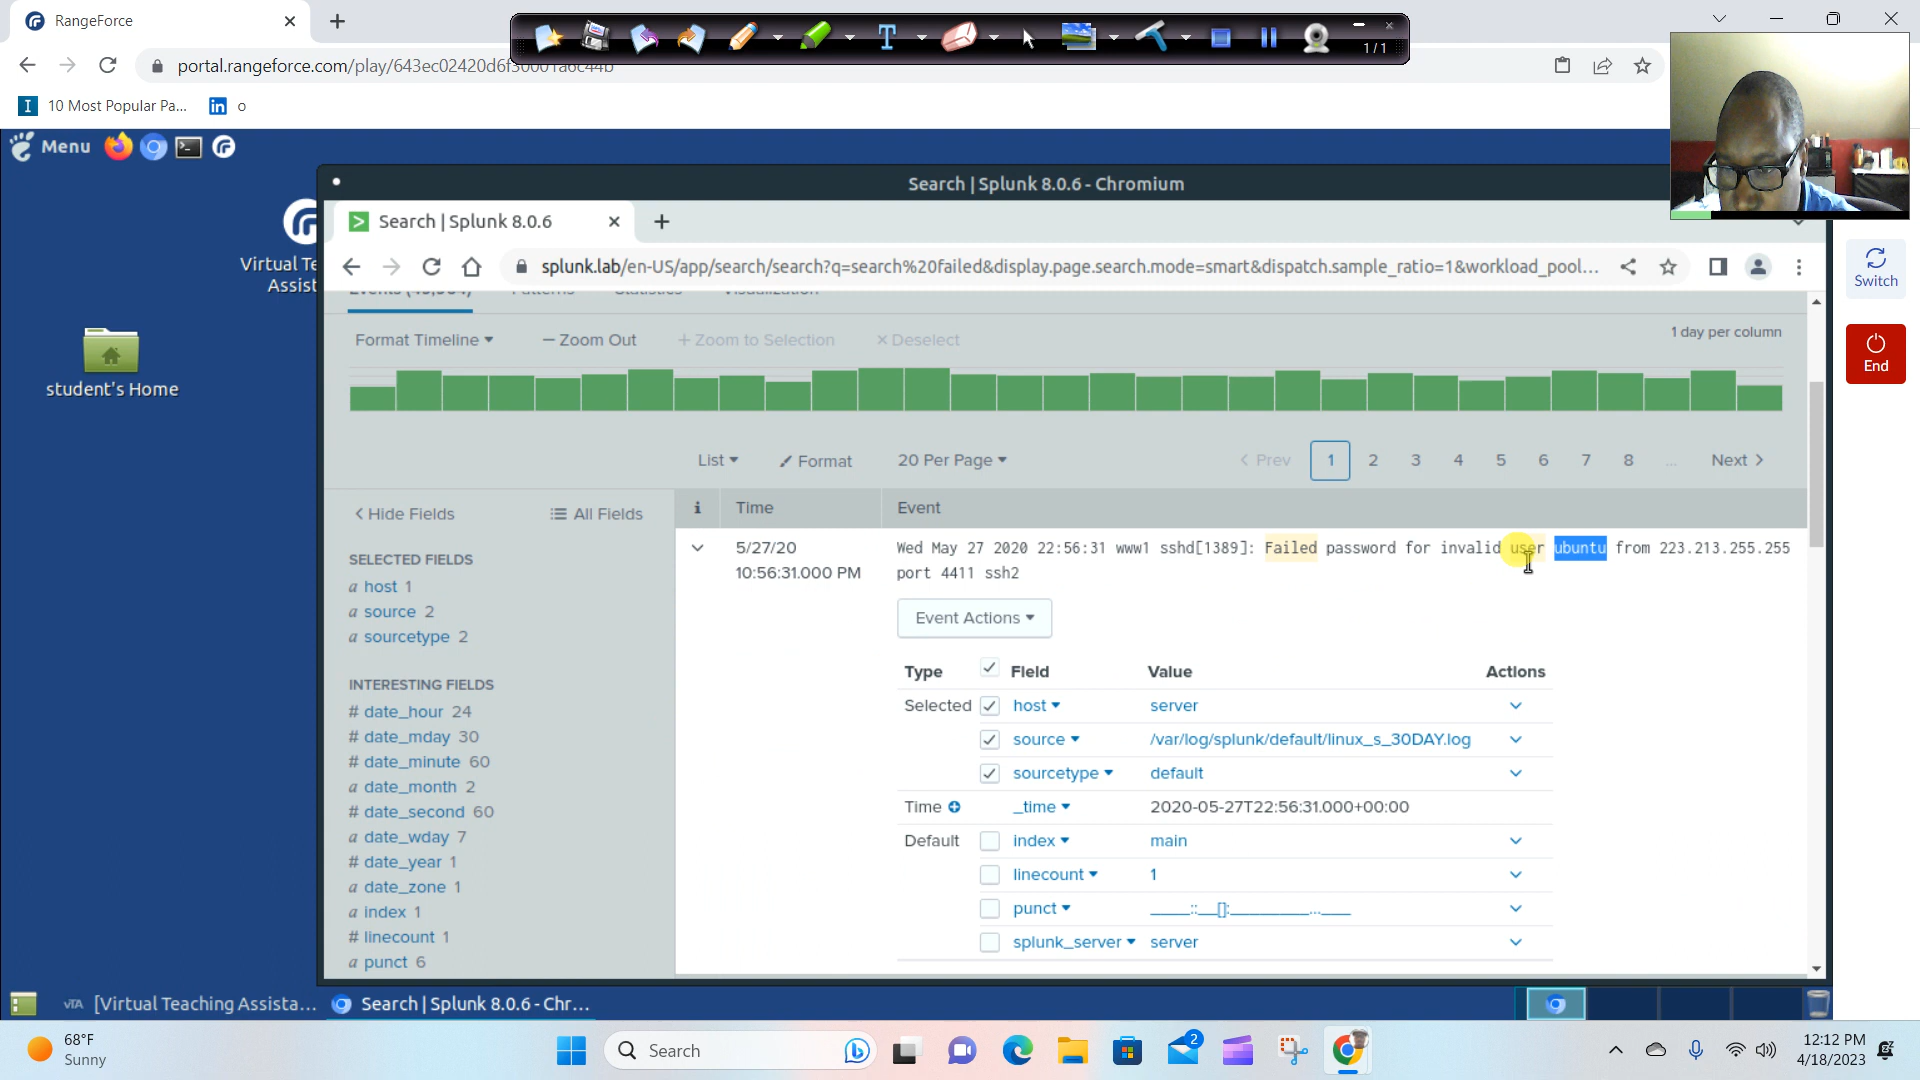 RangeForce
1/1
portal.rangeforce.com/play/643ec02420d6f30001a6c44b
10 Most Popular Pa...
o
Menu
Search | Splunk 8.0.6 - Chromium
Search | Splunk 8.0.6
Virtual Te
Assist
splunk.lab/en-US/app/search/search?q=search%20failed&display.page.search.mode=smart&dispatch.sample_ratio=1&workload_pool...
Switch
End
student's Home
Patterns Statistics Visualization
Format Timeline
Zoom Out
+ Zoom to Selection
Deselect
1 day per column
List
Format
20 Per Page
< Prev 1 2 3 4 5 6 7 8 ... Next >
< Hide Fields
All Fields
i Time Event
SELECTED FIELDS
a host 1
a source 2
a sourcetype 2
INTERESTING FIELDS
# date_hour 24
# date_mday 30
# date_minute 60
a date_month 2
# date_second 60
a date_wday 7
# date_year 1
a date_zone 1
a index 1
# linecount 1
a punct 6
5/27/20
10:56:31.000 PM
Wed May 27 2020 22:56:31 www1 sshd[1389]: Failed password for invalid user ubuntu from 223.213.255.255
port 4411 ssh2
Event Actions
Type Field Value Actions
Selected host server
source /var/log/splunk/default/linux_s_30DAY.log
sourcetype default
Time _time 2020-05-27T22:56:31.000+00:00
Default index main
linecount 1
punct _____::__[]:__________...____
splunk_server server
vTA [Virtual Teaching Assista...
Search | Splunk 8.0.6 - Chr...
68°F
Sunny
Search
2
12:12 PM
4/18/2023